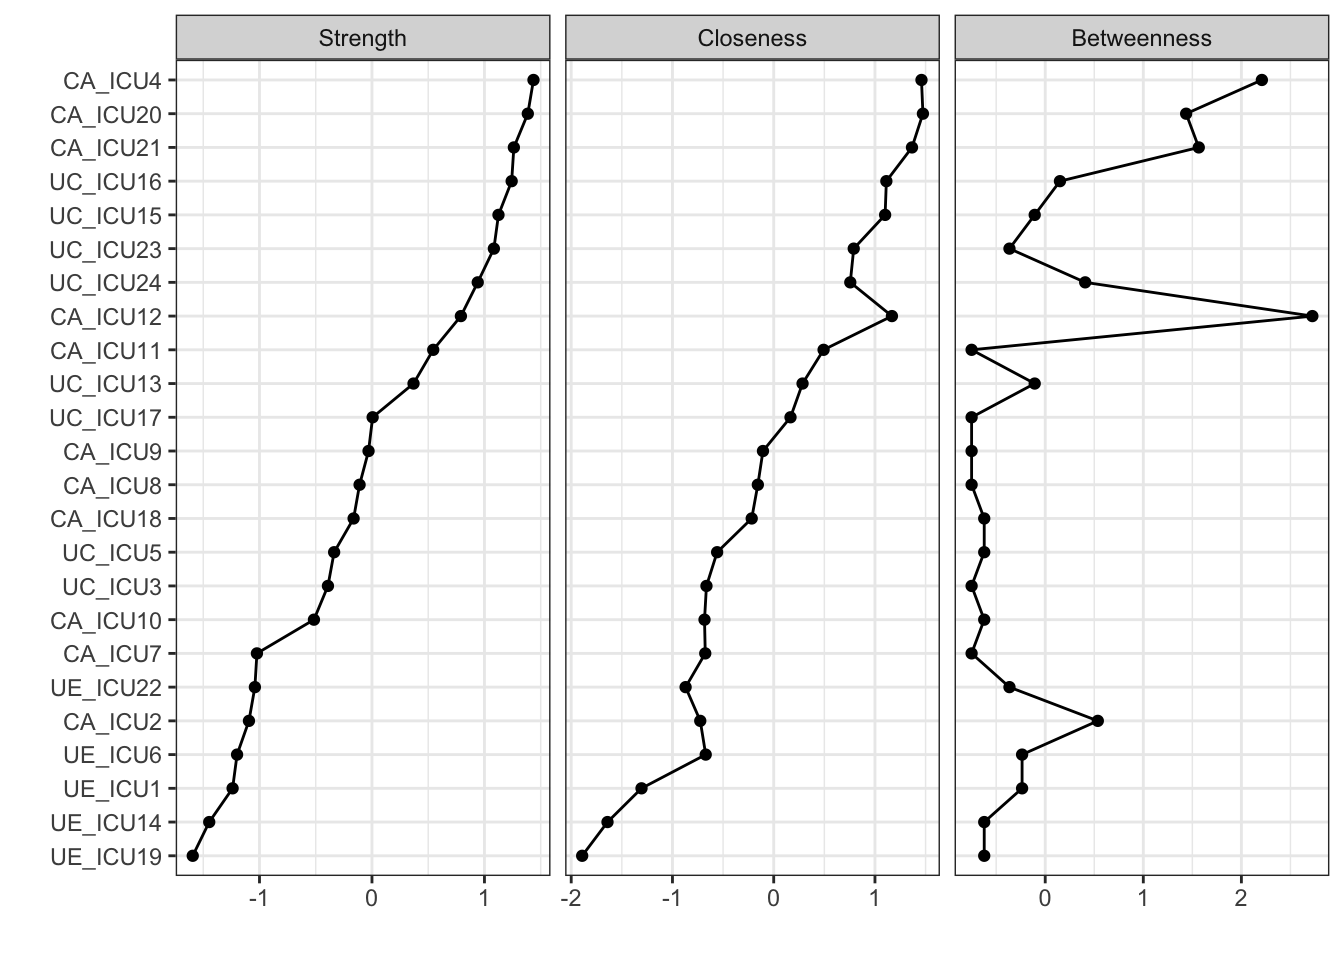 Strength Closeness Betweenness
CA_ICU4
CA_ICU20
CA_ICU21
UC_ICU16
UC_ICU15
UC_ICU23
UC_ICU24
CA_ICU12
CA_ICU11
UC_ICU13
UC_ICU17
CA_ICU9
CA_ICU8
CA_ICU18
UC_ICU5
UC_ICU3
CA_ICU10
CA_ICU7
UE_ICU22
CA_ICU2
UE_ICU6
UE_ICU1
UE_ICU14
UE_ICU19
-1 0 1 -2 -1 0 1 0 1 2